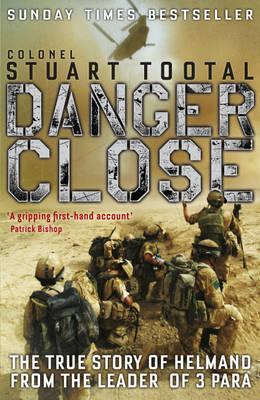 SUNDAY TIMES BESTSELLER
COLONEL
STUART TOOTAL
DANGER
CLOSE
'A gripping first-hand account'
Patrick Bishop
THE TRUE STORY OF HELMAND
FROM THE LEADER OF 3 PARA